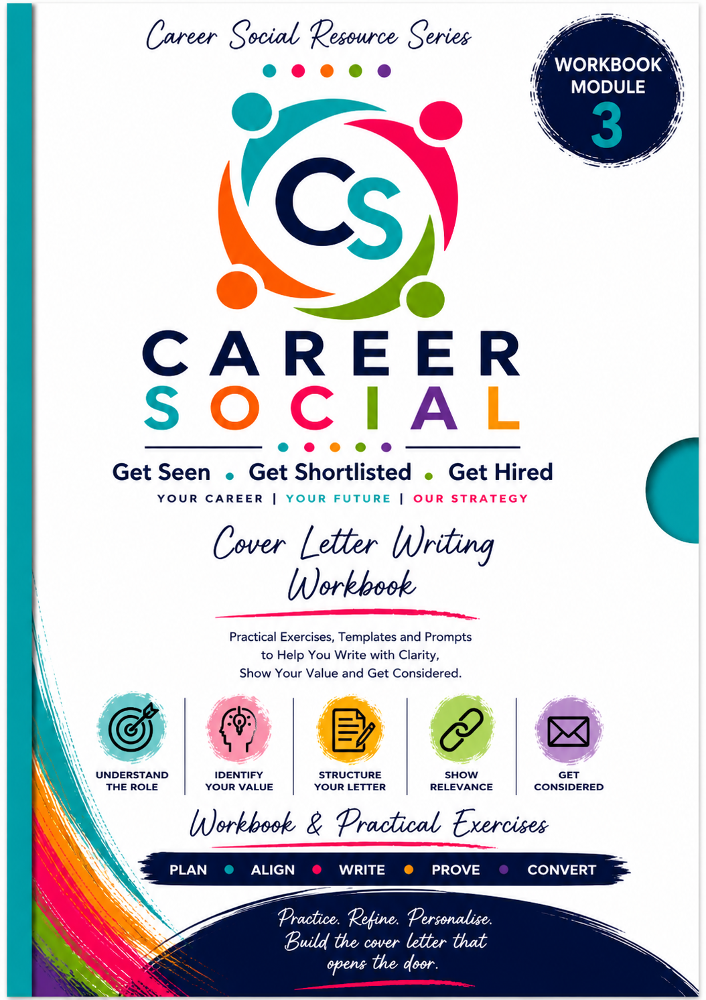 Career Social Resource Series
WORKBOOK
MODULE
3
CS
CAREER
SOCIAL
Get Seen • Get Shortlisted • Get Hired
YOUR CAREER | YOUR FUTURE | OUR STRATEGY
Cover Letter Writing
Workbook
Practical Exercises, Templates and Prompts
to Help You Write with Clarity,
Show Your Value and Get Considered.
UNDERSTAND
THE ROLE
IDENTIFY
YOUR VALUE
STRUCTURE
YOUR LETTER
SHOW
RELEVANCE
GET
CONSIDERED
Workbook & Practical Exercises
PLAN • ALIGN • WRITE • PROVE • CONVERT
Practice. Refine. Personalise.
Build the cover letter that
opens the door.